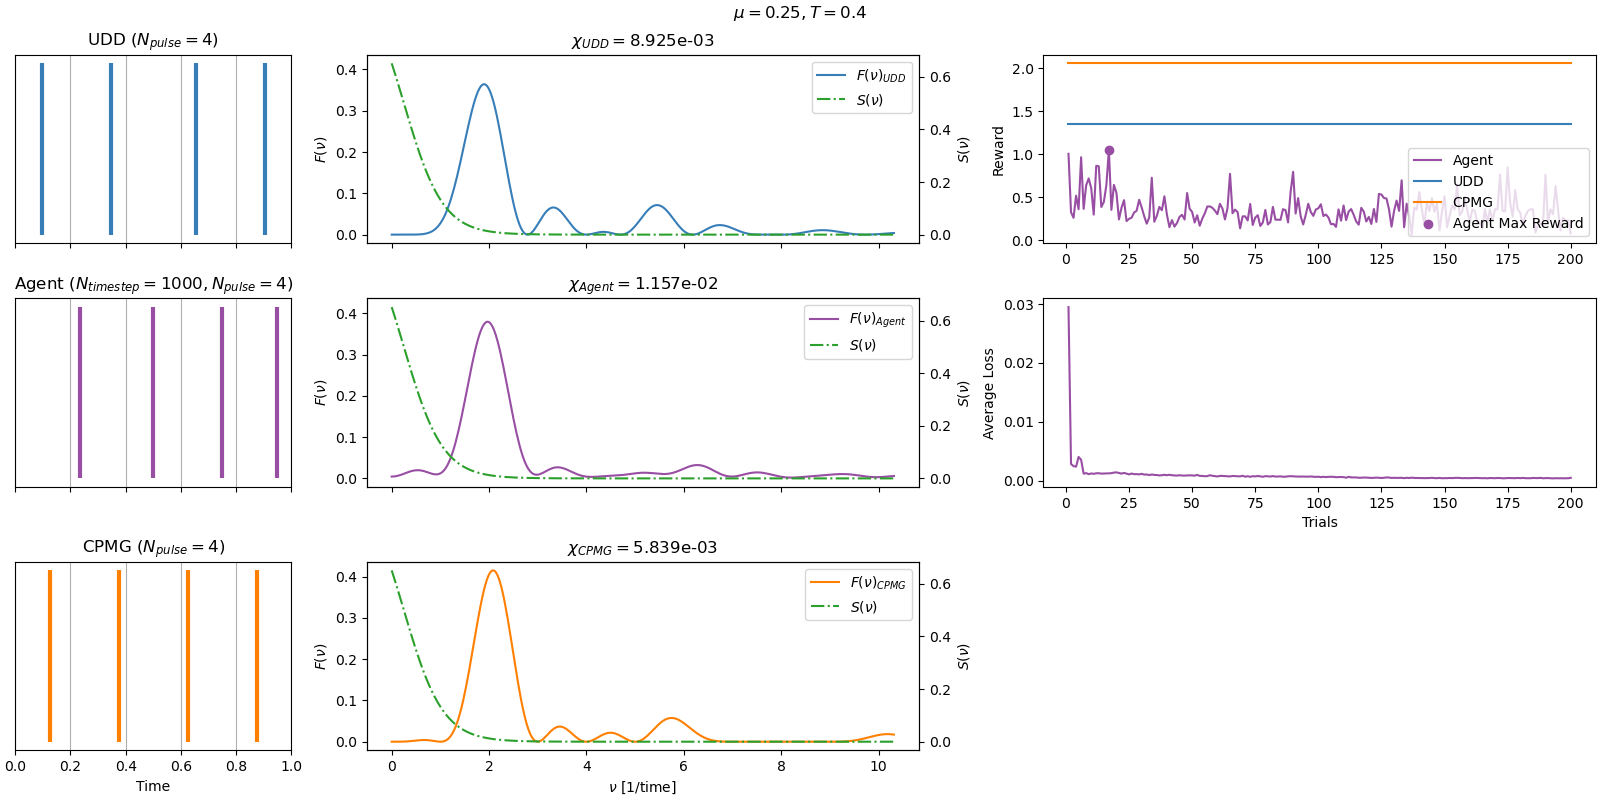 μ = 0.25, T = 0.4
UDD (N_pulse = 4)
χ_UDD = 8.925e-03
0.4
0.3
0.2
0.1
0.0
F(ν)
0.6
0.4
0.2
0.0
S(ν)
F(ν)_UDD
S(ν)
2.0
1.5
1.0
0.5
0.0
Reward
Agent
UDD
CPMG
Agent Max Reward
0 25 50 75 100 125 150 175 200
Agent (N_timestep = 1000, N_pulse = 4)
χ_Agent = 1.157e-02
0.4
0.3
0.2
0.1
0.0
F(ν)
0.6
0.4
0.2
0.0
S(ν)
F(ν)_Agent
S(ν)
0.03
0.02
0.01
0.00
Average Loss
0 25 50 75 100 125 150 175 200
Trials
CPMG (N_pulse = 4)
0.0 0.2 0.4 0.6 0.8 1.0
Time
χ_CPMG = 5.839e-03
0.4
0.3
0.2
0.1
0.0
F(ν)
0.6
0.4
0.2
0.0
S(ν)
F(ν)_CPMG
S(ν)
0 2 4 6 8 10
ν [1/time]